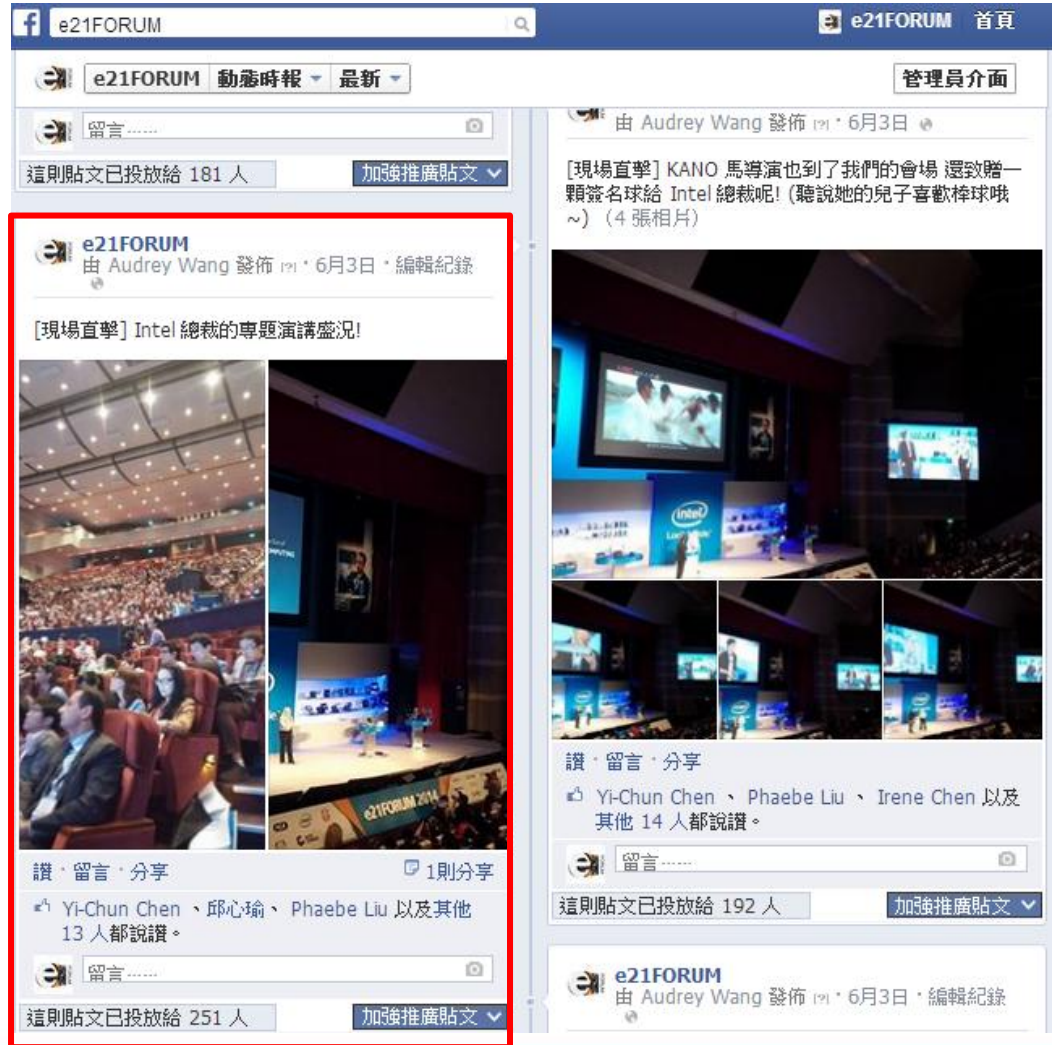 e21FORUM
e21FORUM 首頁
e21FORUM 動態時報 最新
管理員介面
留言......
這則貼文已投放給 181 人
加強推廣貼文
e21FORUM
由 Audrey Wang 發佈 [?]·6月3日·編輯紀錄
[現場直擊] Intel 總裁的專題演講盛況!
COMPUTING
e21FORUM 2014
讚·留言·分享
1則分享
Yi-Chun Chen 、邱心瑜、 Phaebe Liu 以及其他
13 人都說讚。
留言......
這則貼文已投放給 251 人
加強推廣貼文
由 Audrey Wang 發佈 [?]·6月3日
[現場直擊] KANO 馬導演也到了我們的會場 還致贈一
顆簽名球給 Intel 總裁呢! (聽說她的兒子喜歡棒球哦
~) (4 張相片)
intel
讚·留言·分享
Yi-Chun Chen 、 Phaebe Liu 、 Irene Chen 以及
其他 14 人都說讚。
留言......
這則貼文已投放給 192 人
加強推廣貼文
e21FORUM
由 Audrey Wang 發佈 [?]·6月3日·編輯紀錄